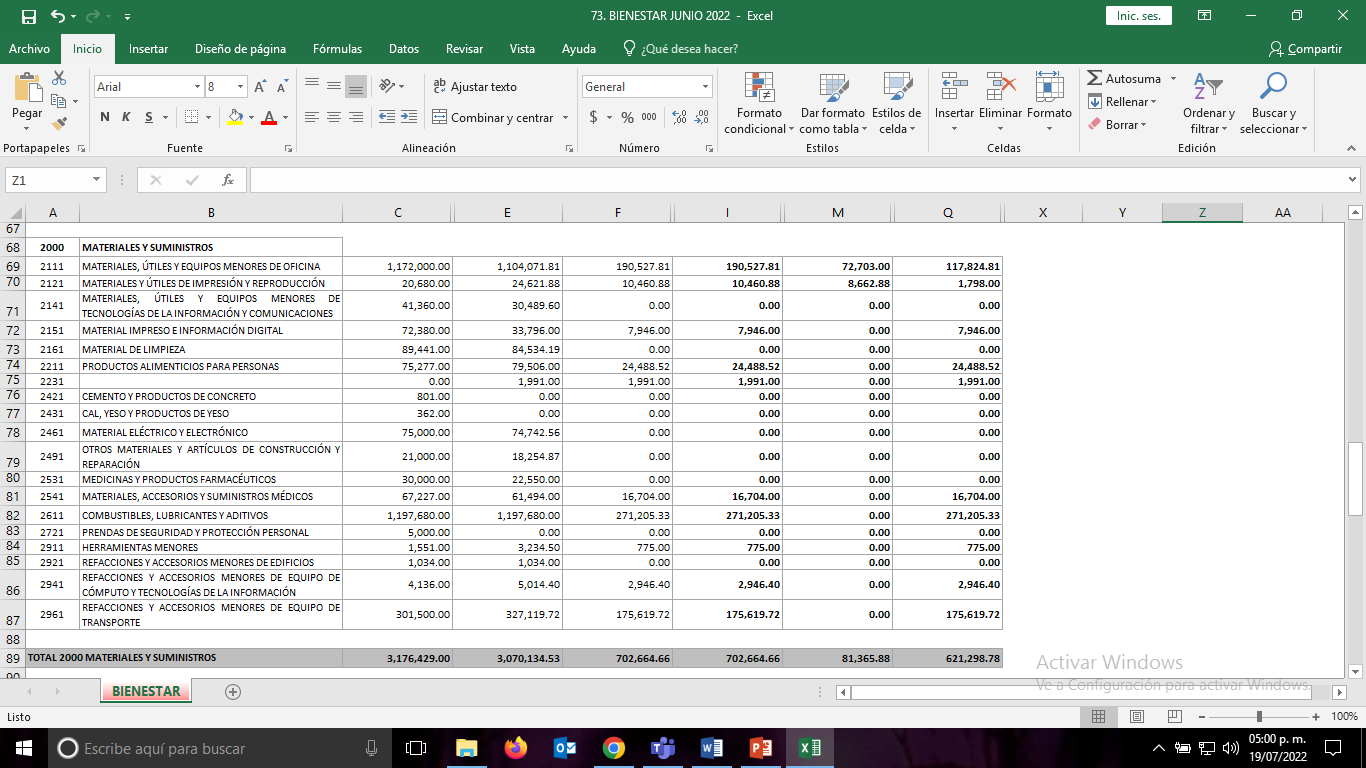 73. BIENESTAR JUNIO 2022 - Excel
Inic. ses.
Archivo Inicio Insertar Diseño de página Fórmulas Datos Revisar Vista Ayuda ¿Qué desea hacer? Compartir
Pegar
Arial 8
N K S
Ajustar texto
Combinar y centrar
General
$ % 000
Formato condicional
Dar formato como tabla
Estilos de celda
Insertar Eliminar Formato
Autosuma
Rellenar
Borrar
Ordenar y filtrar
Buscar y seleccionar
Portapapeles Fuente Alineación Número Estilos Celdas Edición
Z1 fx
A B C E F I M Q X Y Z AA
67
68 2000 MATERIALES Y SUMINISTROS
69 2111 MATERIALES, ÚTILES Y EQUIPOS MENORES DE OFICINA 1,172,000.00 1,104,071.81 190,527.81 190,527.81 72,703.00 117,824.81
70 2121 MATERIALES Y ÚTILES DE IMPRESIÓN Y REPRODUCCIÓN 20,680.00 24,621.88 10,460.88 10,460.88 8,662.88 1,798.00
MATERIALES, ÚTILES Y EQUIPOS MENORES DE
71 2141 TECNOLOGÍAS DE LA INFORMACIÓN Y COMUNICACIONES 41,360.00 30,489.60 0.00 0.00 0.00 0.00
72 2151 MATERIAL IMPRESO E INFORMACIÓN DIGITAL 72,380.00 33,796.00 7,946.00 7,946.00 0.00 7,946.00
73 2161 MATERIAL DE LIMPIEZA 89,441.00 84,534.19 0.00 0.00 0.00 0.00
74 2211 PRODUCTOS ALIMENTICIOS PARA PERSONAS 75,277.00 79,506.00 24,488.52 24,488.52 0.00 24,488.52
75 2231 0.00 1,991.00 1,991.00 1,991.00 0.00 1,991.00
76 2421 CEMENTO Y PRODUCTOS DE CONCRETO 801.00 0.00 0.00 0.00 0.00 0.00
77 2431 CAL, YESO Y PRODUCTOS DE YESO 362.00 0.00 0.00 0.00 0.00 0.00
78 2461 MATERIAL ELÉCTRICO Y ELECTRÓNICO 75,000.00 74,742.56 0.00 0.00 0.00 0.00
OTROS MATERIALES Y ARTÍCULOS DE CONSTRUCCIÓN Y
79 2491 REPARACIÓN 21,000.00 18,254.87 0.00 0.00 0.00 0.00
80 2531 MEDICINAS Y PRODUCTOS FARMACÉUTICOS 30,000.00 22,550.00 0.00 0.00 0.00 0.00
81 2541 MATERIALES, ACCESORIOS Y SUMINISTROS MÉDICOS 67,227.00 61,494.00 16,704.00 16,704.00 0.00 16,704.00
82 2611 COMBUSTIBLES, LUBRICANTES Y ADITIVOS 1,197,680.00 1,197,680.00 271,205.33 271,205.33 0.00 271,205.33
83 2721 PRENDAS DE SEGURIDAD Y PROTECCIÓN PERSONAL 5,000.00 0.00 0.00 0.00 0.00 0.00
84 2911 HERRAMIENTAS MENORES 1,551.00 3,234.50 775.00 775.00 0.00 775.00
85 2921 REFACCIONES Y ACCESORIOS MENORES DE EDIFICIOS 1,034.00 1,034.00 0.00 0.00 0.00 0.00
REFACCIONES Y ACCESORIOS MENORES DE EQUIPO DE
86 2941 CÓMPUTO Y TECNOLOGÍAS DE LA INFORMACIÓN 4,136.00 5,014.40 2,946.40 2,946.40 0.00 2,946.40
REFACCIONES Y ACCESORIOS MENORES DE EQUIPO DE
87 2961 TRANSPORTE 301,500.00 327,119.72 175,619.72 175,619.72 0.00 175,619.72
88
89 TOTAL 2000 MATERIALES Y SUMINISTROS 3,176,429.00 3,070,134.53 702,664.66 702,664.66 81,365.88 621,298.78
90
Activar Windows
Ve a Configuración para activar Windows.
BIENESTAR
Listo 100%
Escribe aquí para buscar
05:00 p. m.
19/07/2022